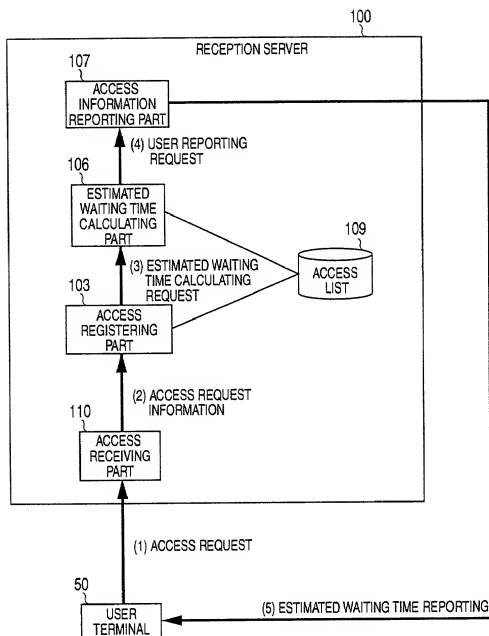 100
RECEPTION SERVER
107
ACCESS
INFORMATION
REPORTING PART
(4) USER REPORTING
REQUEST
106
ESTIMATED
WAITING TIME
CALCULATING
PART
109
ACCESS
LIST
(3) ESTIMATED WAITING
TIME CALCULATING
REQUEST
103
ACCESS
REGISTERING
PART
(2) ACCESS REQUEST
INFORMATION
110
ACCESS
RECEIVING
PART
(1) ACCESS REQUEST
50
USER
TERMINAL
(5) ESTIMATED WAITING TIME REPORTING